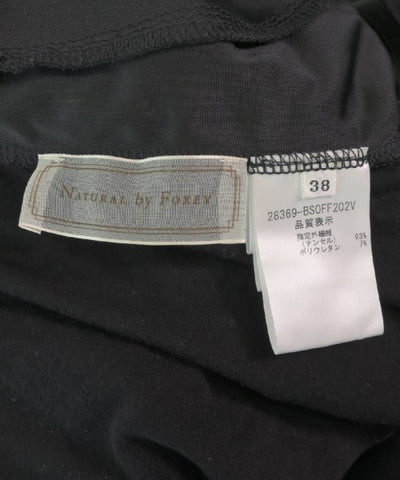 Natural by Foxey
38
28369-BSOFF202V
品質表示
指定外繊維
(テンセル) 93%
ポリウレタン 7%